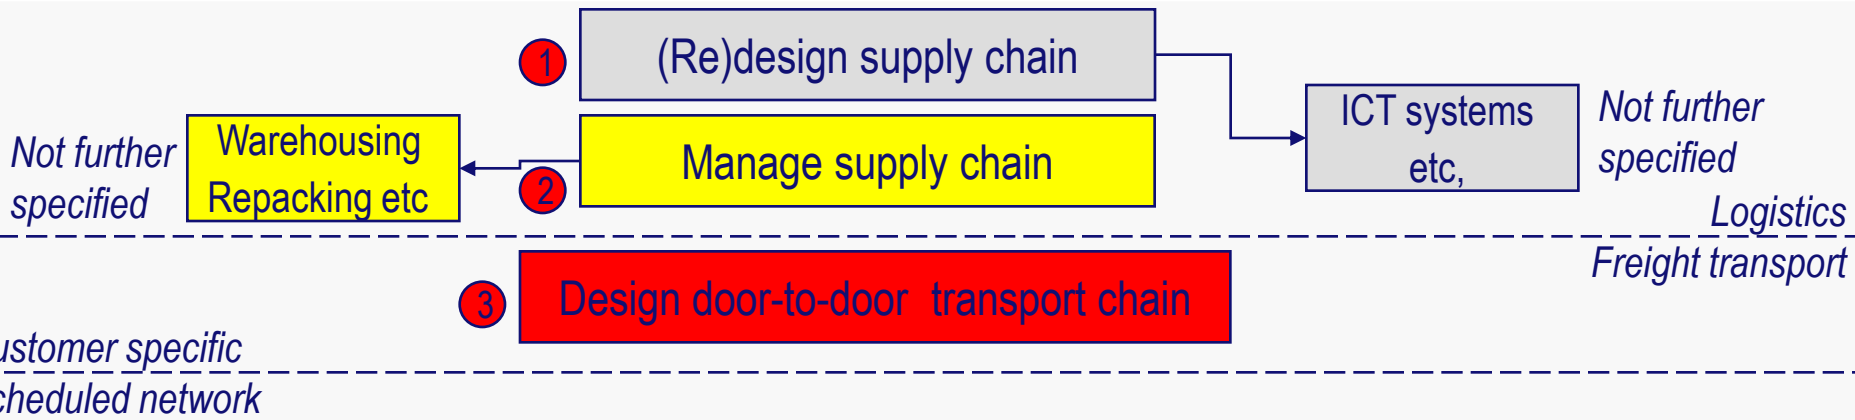 1
(Re)design supply chain
ICT systems
etc,
Not further
specified
Not further
specified
Warehousing
Repacking etc
2
Manage supply chain
Logistics
Freight transport
3
Design door-to-door transport chain
ustomer specific
cheduled network